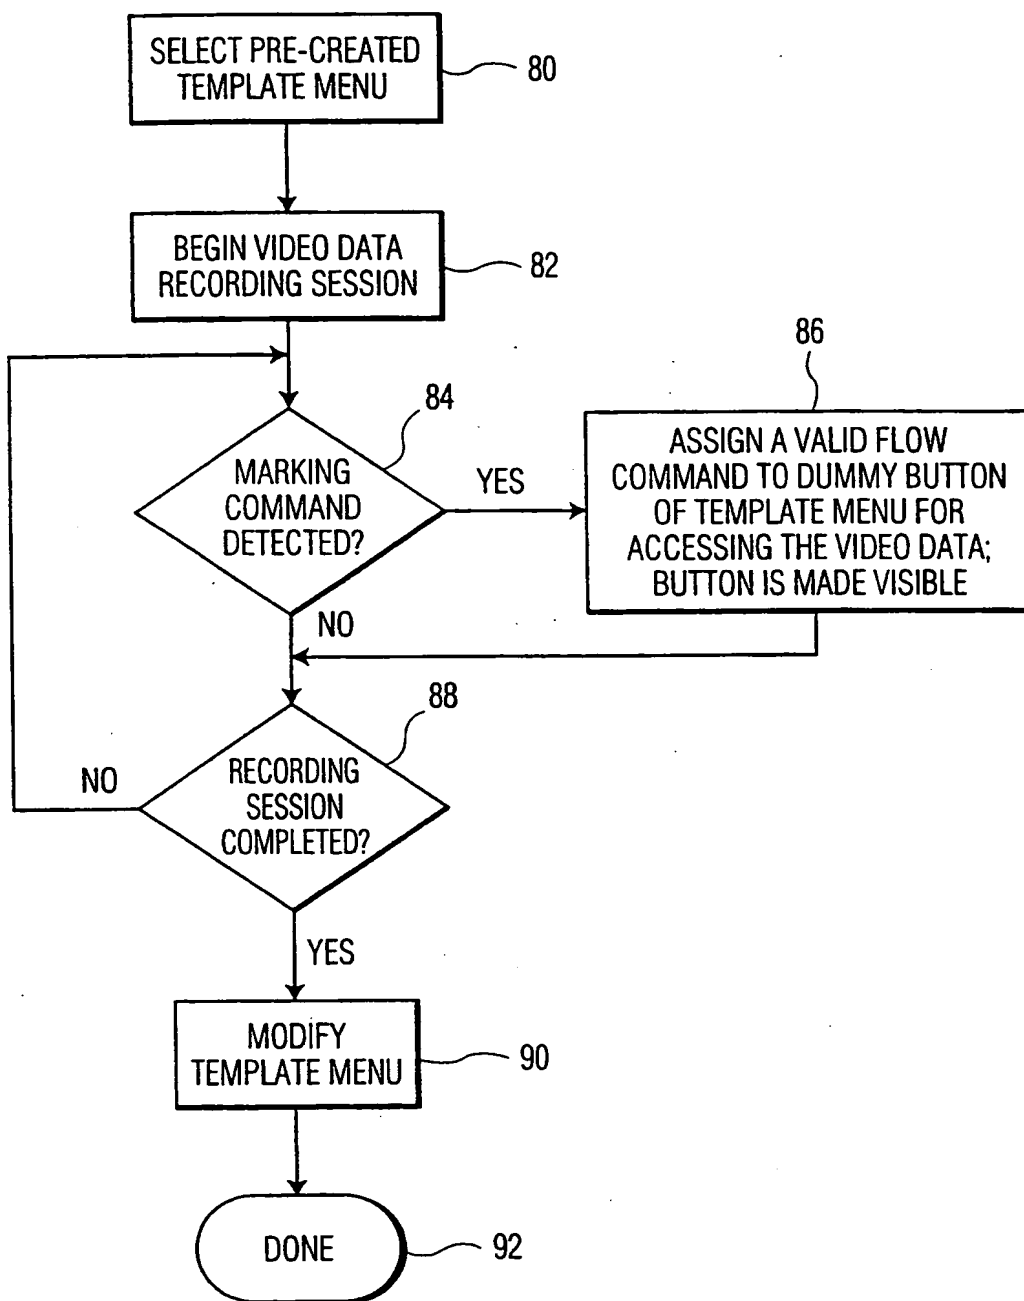 SELECT PRE-CREATED
TEMPLATE MENU
80
BEGIN VIDEO DATA
RECORDING SESSION
82
84
MARKING
COMMAND
DETECTED?
YES
86
ASSIGN A VALID FLOW
COMMAND TO DUMMY BUTTON
OF TEMPLATE MENU FOR
ACCESSING THE VIDEO DATA;
BUTTON IS MADE VISIBLE
NO
88
RECORDING
SESSION
COMPLETED?
NO
YES
MODIFY
TEMPLATE MENU
90
DONE
92